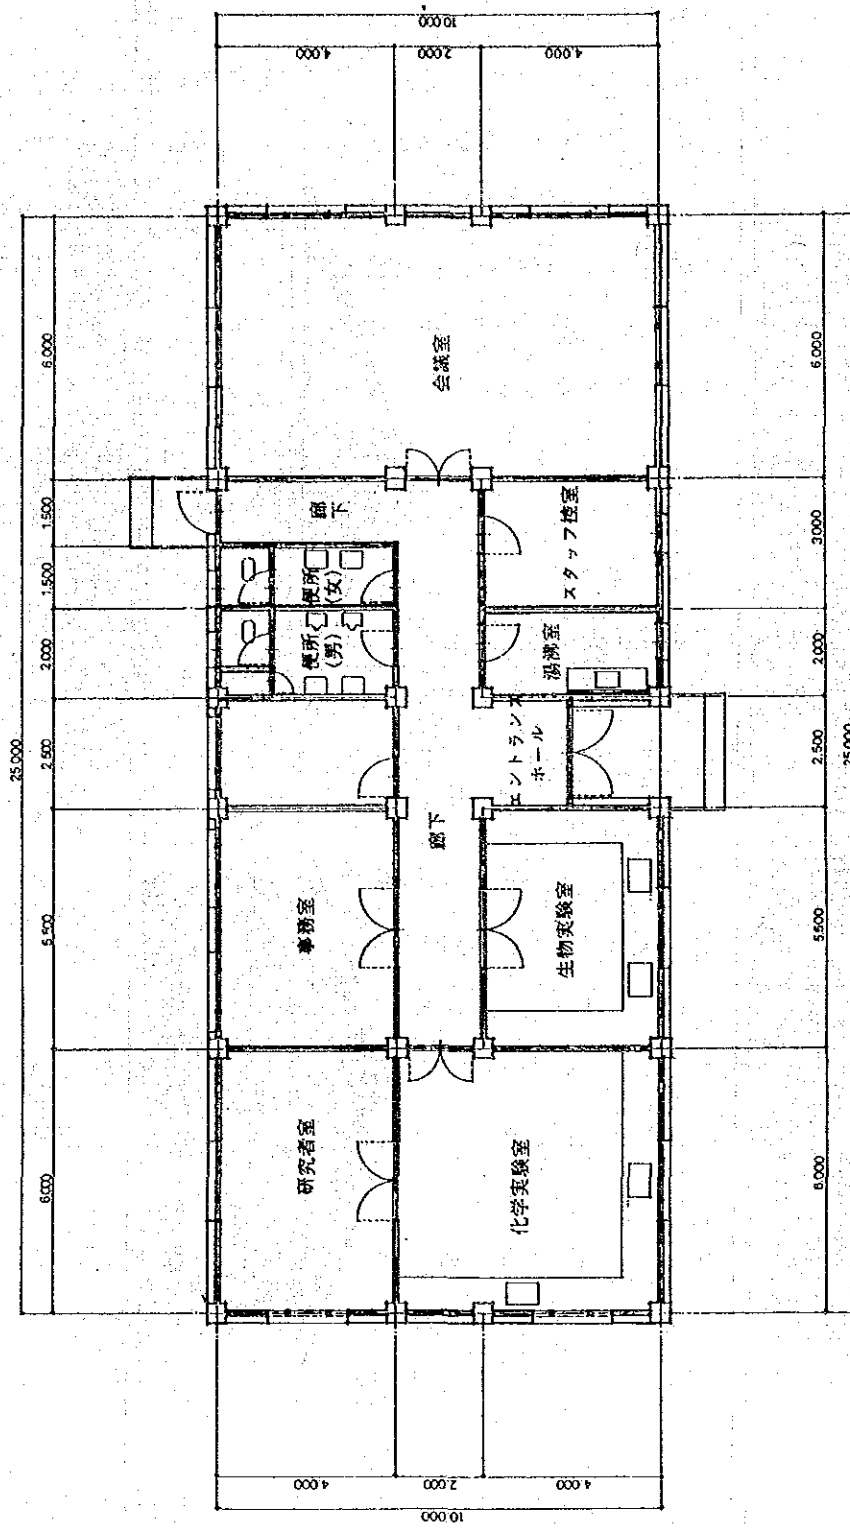 10.000
4.000
2.000
4.000
25.000
6.000
1.500
1.500
2.000
2.500
5.500
6.000
会議室
廊
下
便所
(女)
便所
(男)
スタッフ控室
湯沸室
エントランス
ホール
廊下
事務室
生物実験室
研究者室
化学実験室
6.000
3.000
2.000
2.500
5.500
6.000
25.000
4.000
2.000
4.000
10.000